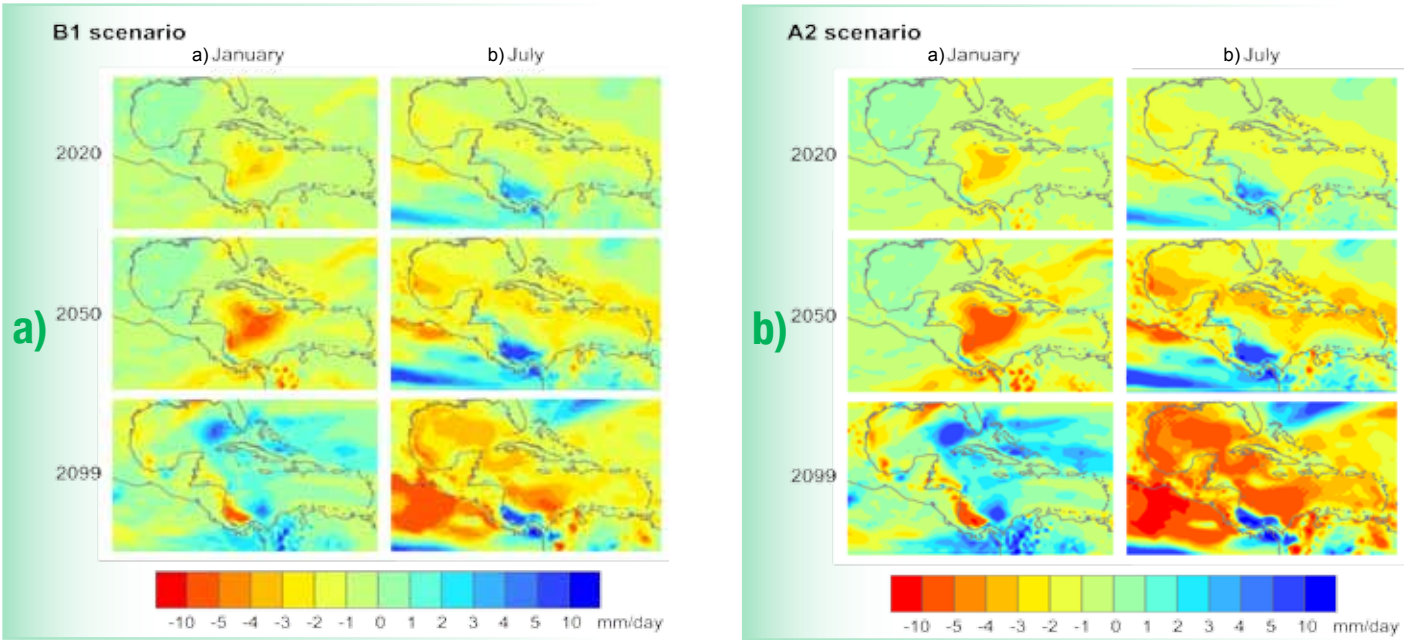 B1 scenario
a) January
b) July
2020
a)
2050
2099
-10 -5 -4 -3 -2 -1 0 1 2 3 4 5 10 mm/day
A2 scenario
a) January
b) July
2020
b)
2050
2099
-10 -5 -4 -3 -2 -1 0 1 2 3 4 5 10 mm/day